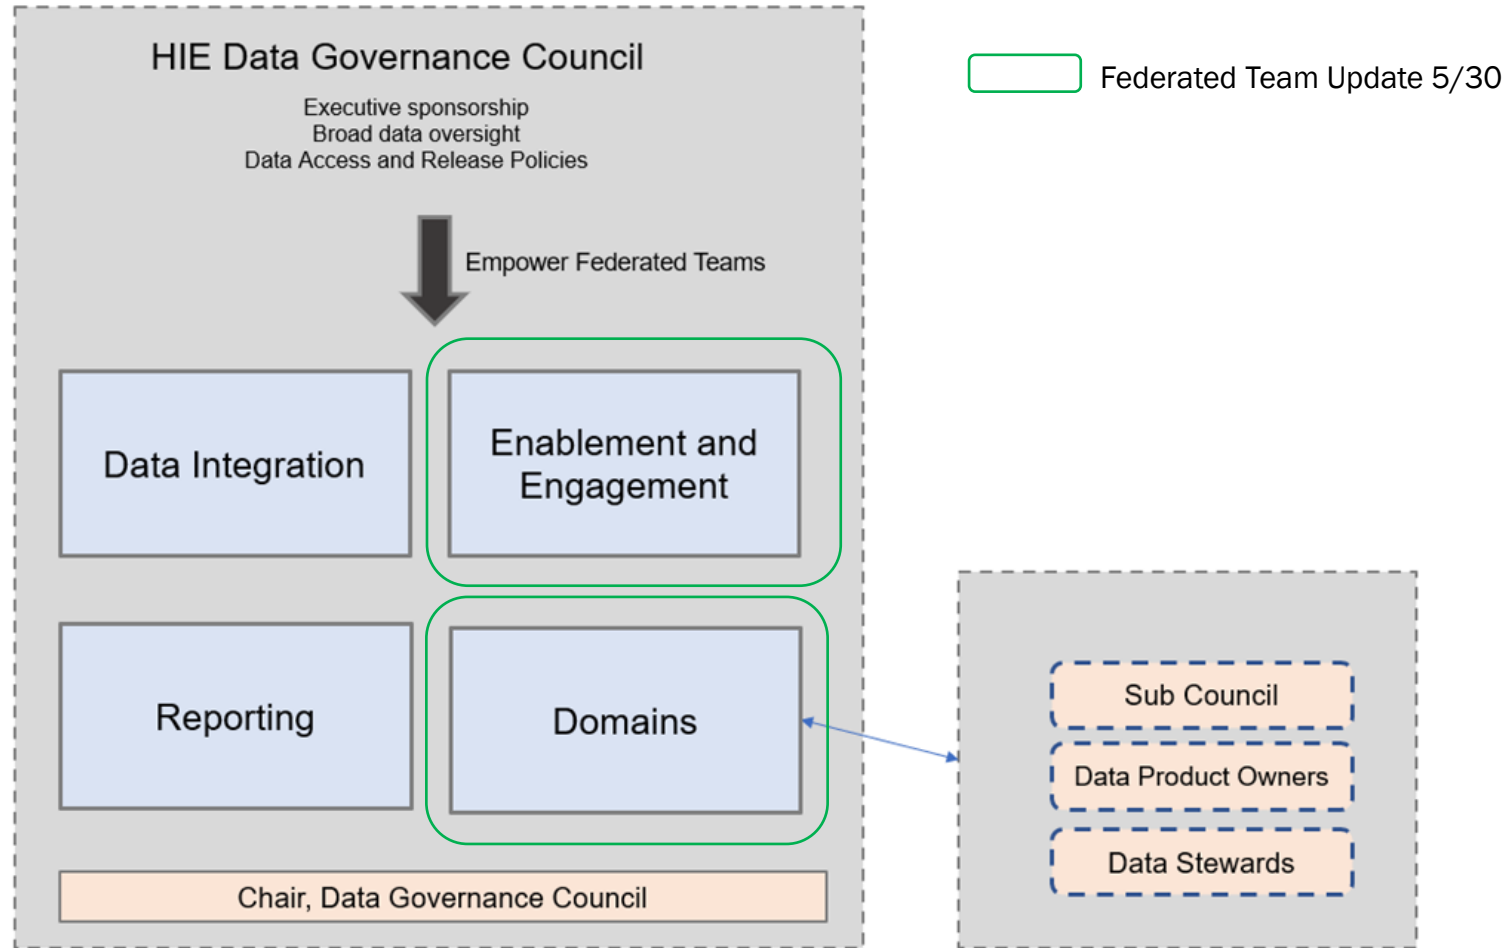 HIE Data Governance Council
Executive sponsorship
Broad data oversight
Data Access and Release Policies
Federated Team Update 5/30
Empower Federated Teams
Data Integration
Enablement and
Engagement
Reporting
Domains
Sub Council
Data Product Owners
Data Stewards
Chair, Data Governance Council